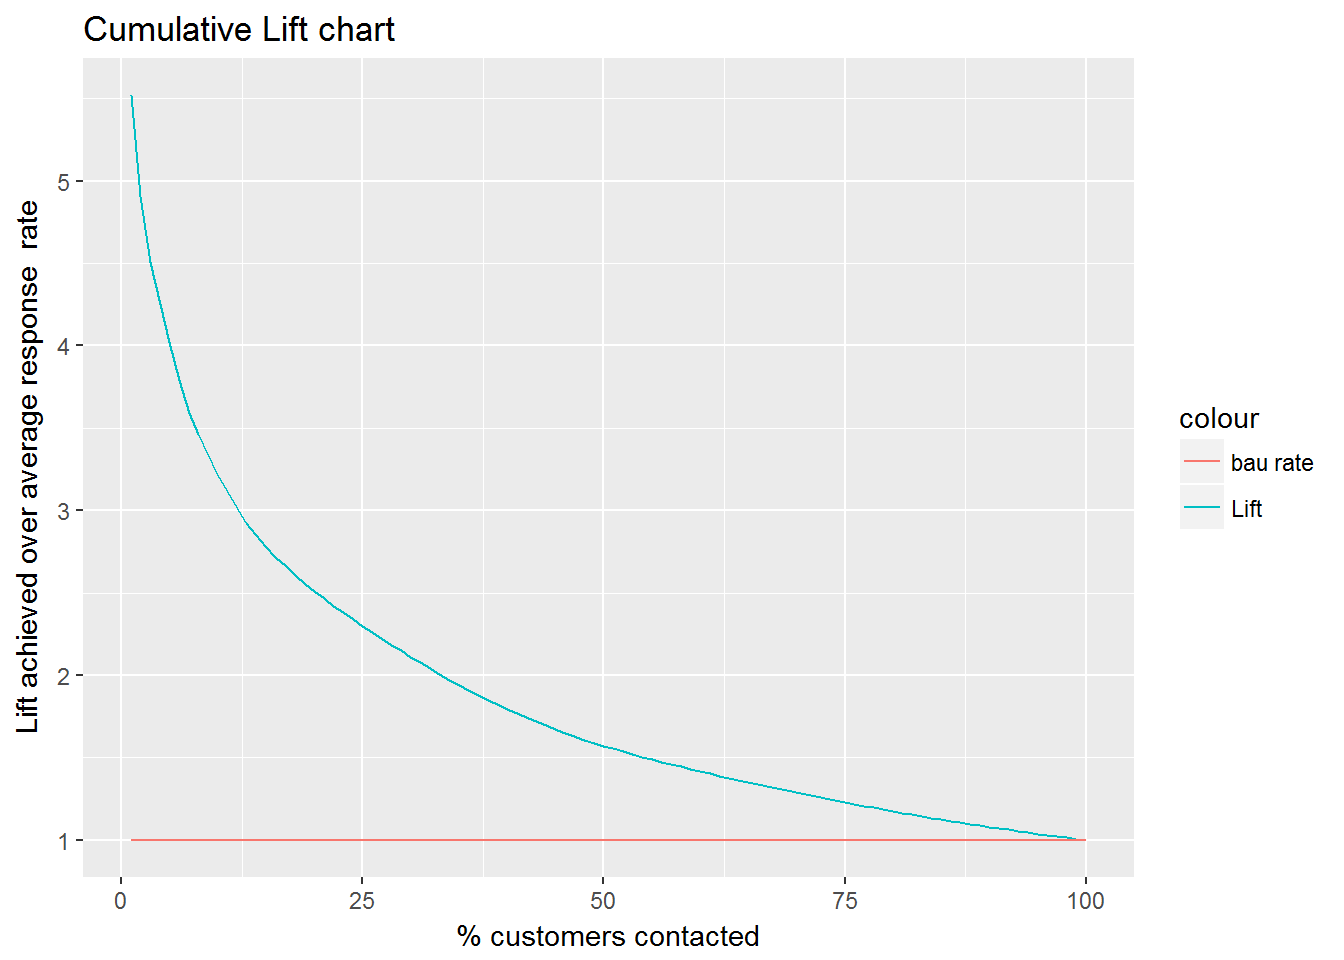 Cumulative Lift chart
Lift achieved over average response  rate
5
4
3
2
1
0 25 50 75 100
% customers contacted
colour
bau rate
Lift